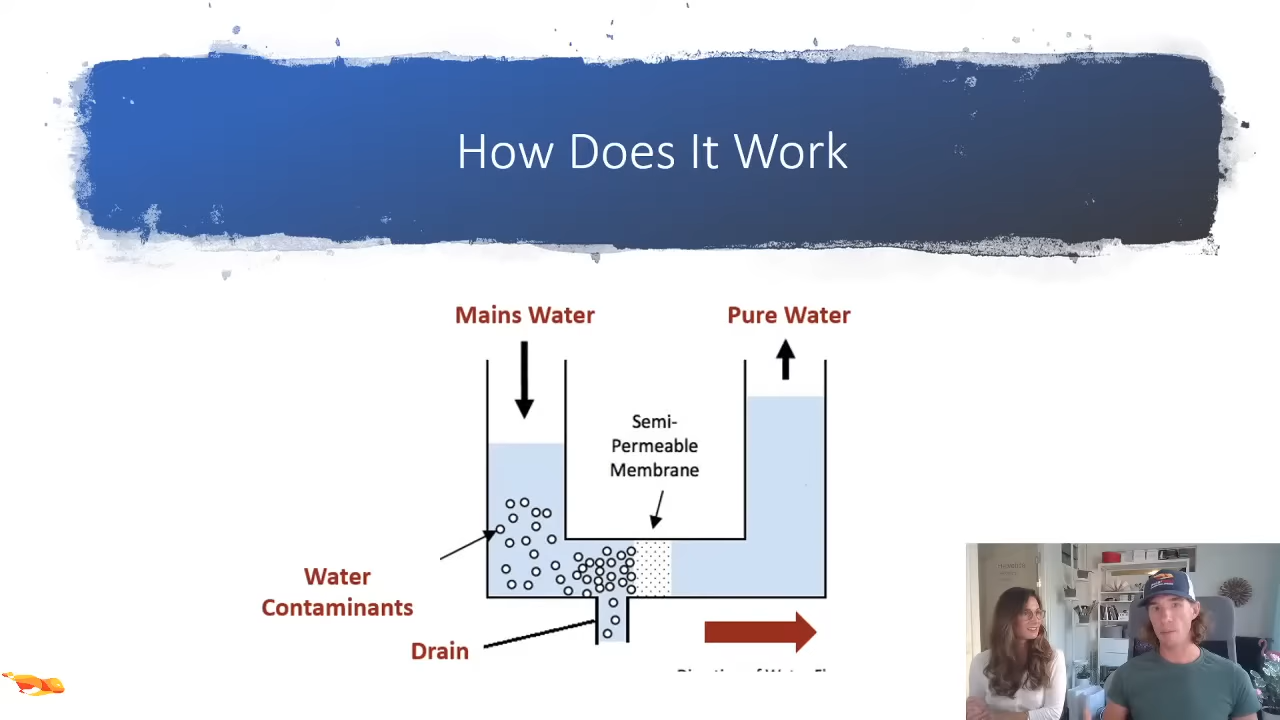 How Does It Work
Mains Water
Pure Water
Semi-
Permeable
Membrane
Water
Contaminants
Drain